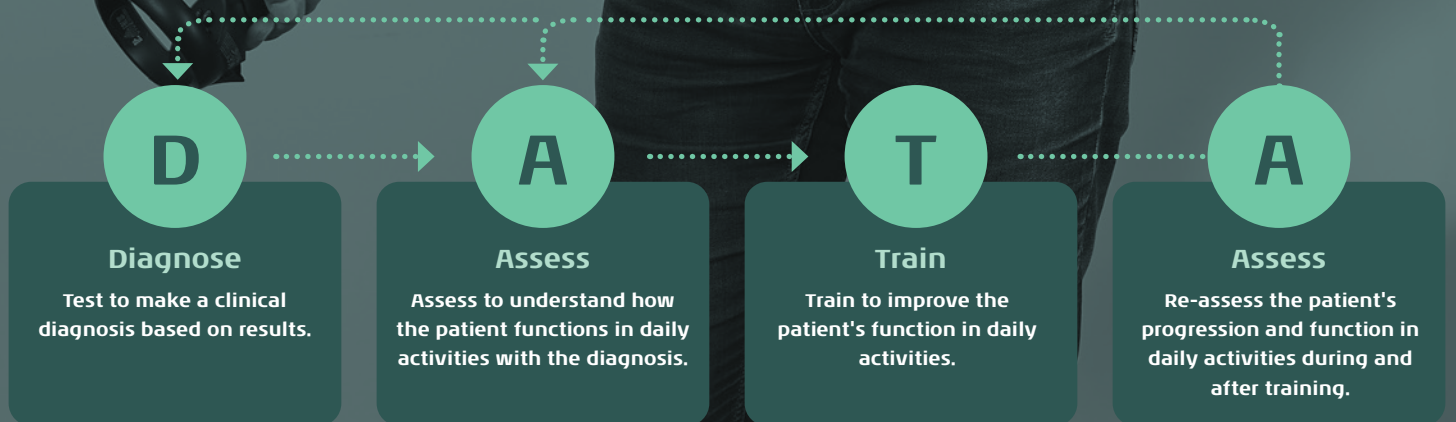 D
A
T
A
Diagnose
Test to make a clinical
diagnosis based on results.
Assess
Assess to understand how
the patient functions in daily
activities with the diagnosis.
Train
Train to improve the
patient's function in daily
activities.
Assess
Re-assess the patient's
progression and function in
daily activities during and
after training.